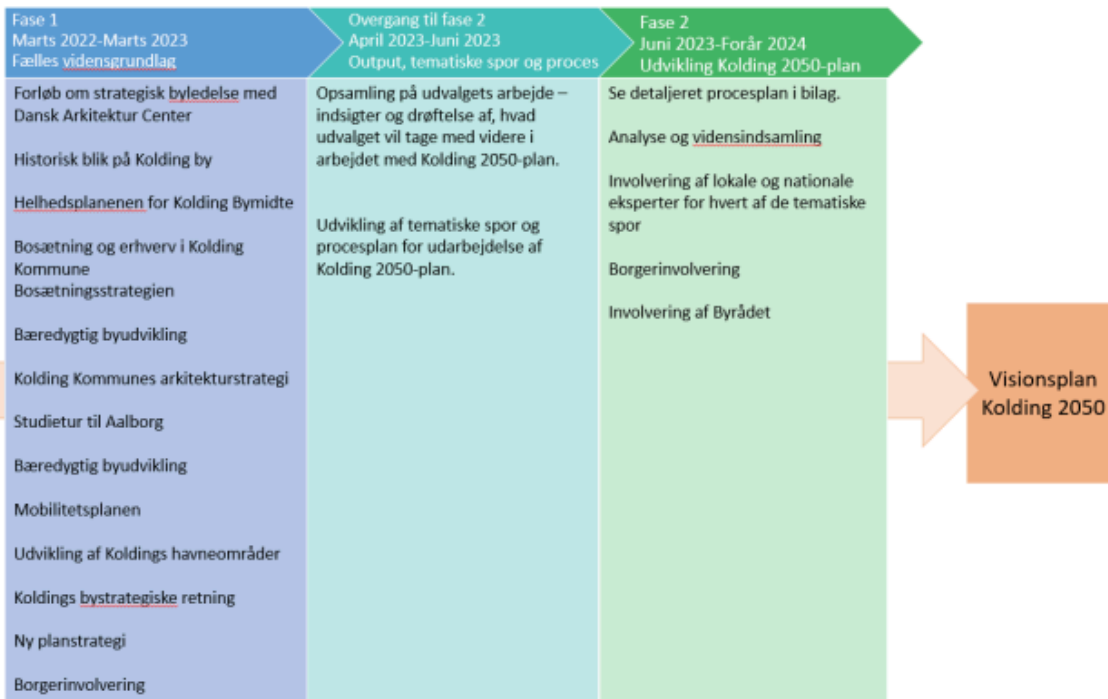 Fase 1
Marts 2022-Marts 2023
Fælles vidensgrundlag
Forløb om strategisk byledelse med
Dansk Arkitektur Center
Historisk blik på Kolding by
Helhedsplanenen for Kolding Bymidte
Bosætning og erhverv i Kolding
Kommune
Bosætningsstrategien
Bæredygtig byudvikling
Kolding Kommunes arkitekturstrategi
Studietur til Aalborg
Bæredygtig byudvikling
Mobilitetsplanen
Udvikling af Koldings havneområder
Koldings bystrategiske retning
Ny planstrategi
Borgerinvolvering
Overgang til fase 2
April 2023-Juni 2023
Output, tematiske spor og proces
Opsamling på udvalgets arbejde –
indsigter og drøftelse af, hvad
udvalget vil tage med videre i
arbejdet med Kolding 2050-plan.
Udvikling af tematiske spor og
procesplan for udarbejdelse af
Kolding 2050-plan.
Fase 2
Juni 2023-Forår 2024
Udvikling Kolding 2050-plan
Se detaljeret procesplan i bilag.
Analyse og vidensindsamling
Involvering af lokale og nationale
eksperter for hvert af de tematiske
spor
Borgerinvolvering
Involvering af Byrådet
Visionsplan
Kolding 2050